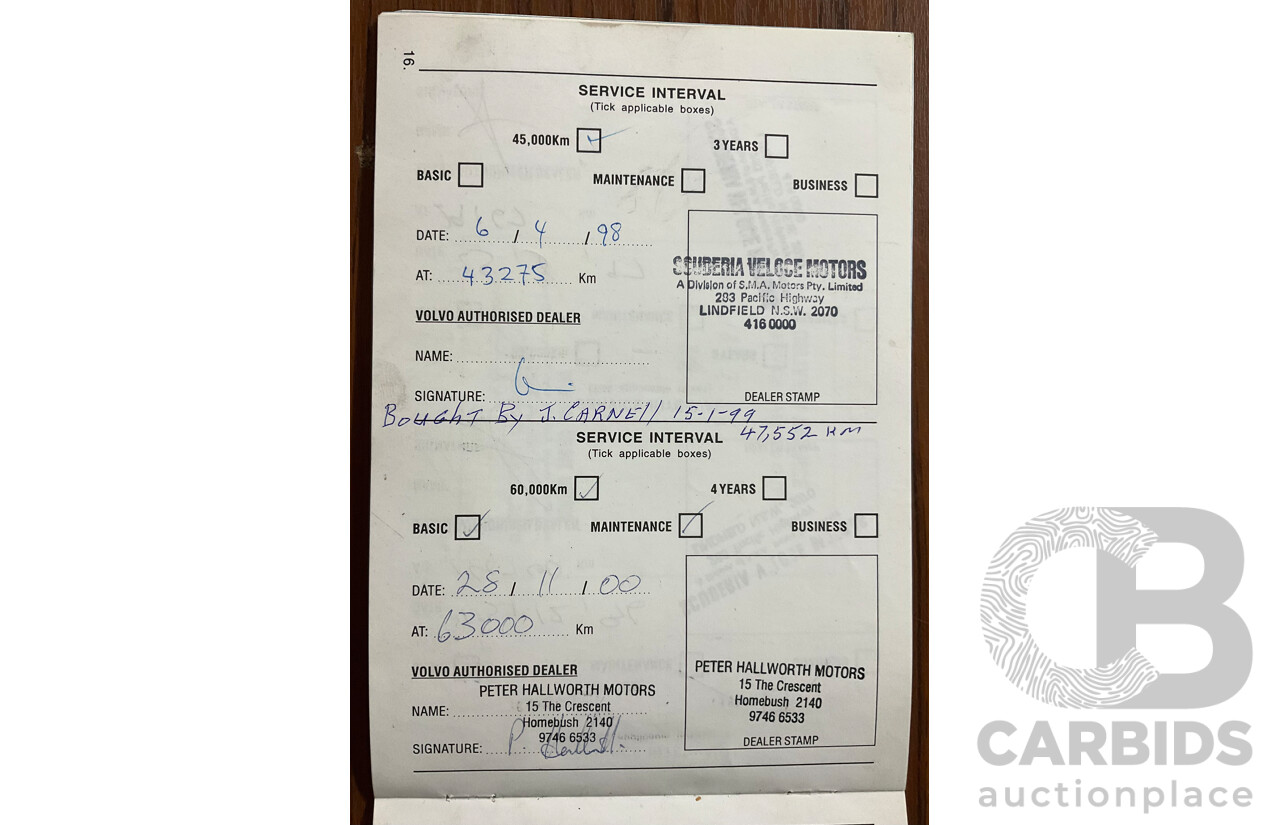 16.
SERVICE INTERVAL
(Tick applicable boxes)
45,000Km
3 YEARS
BASIC
MAINTENANCE
BUSINESS
DATE: 6 / 4 / 98
AT: 43275 Km
VOLVO AUTHORISED DEALER
NAME:
SIGNATURE:
SCUDERIA VELOCE MOTORS
A Division of S.M.A. Motors Pty. Limited
283 Pacific Highway
LINDFIELD N.S.W. 2070
416 0000
DEALER STAMP
BOUGHT BY J. CARNELL 15-1-99
47,552 KM
SERVICE INTERVAL
(Tick applicable boxes)
60,000Km
4 YEARS
BASIC
MAINTENANCE
BUSINESS
DATE: 28 / 11 / 00
AT: 63000 Km
VOLVO AUTHORISED DEALER
PETER HALLWORTH MOTORS
NAME: 15 The Crescent
Homebush 2140
9746 6533
SIGNATURE:
PETER HALLWORTH MOTORS
15 The Crescent
Homebush 2140
9746 6533
DEALER STAMP
CB
CARBIDS
auctionplace